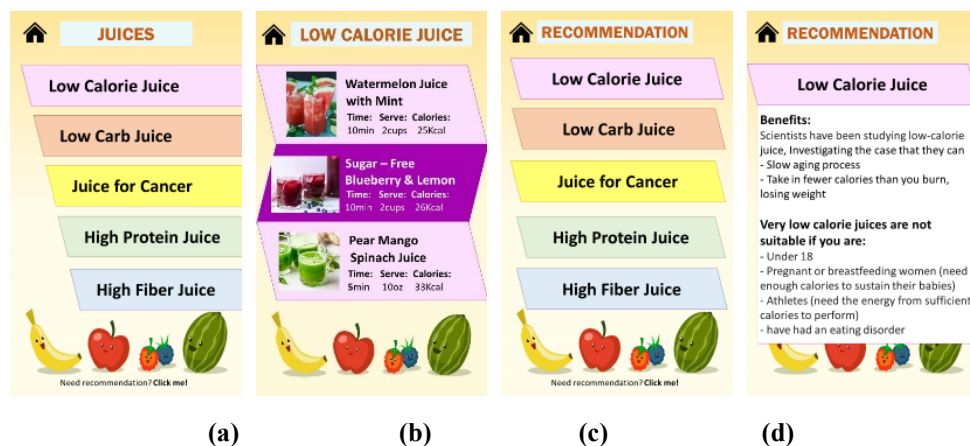 JUICES
Low Calorie Juice
Low Carb Juice
Juice for Cancer
High Protein Juice
High Fiber Juice
Need recommendation? Click me!
LOW CALORIE JUICE
Watermelon Juice
with Mint
Time: Serve: Calories:
10min 2cups 25Kcal
Sugar – Free
Blueberry & Lemon
Time: Serve: Calories:
10min 2cups 26Kcal
Pear Mango
Spinach Juice
Time: Serve: Calories:
5min 10oz 33Kcal
RECOMMENDATION
Low Calorie Juice
Low Carb Juice
Juice for Cancer
High Protein Juice
High Fiber Juice
RECOMMENDATION
Low Calorie Juice
Benefits:
Scientists have been studying low-calorie
juice, Investigating the case that they can
- Slow aging process
- Take in fewer calories than you burn,
losing weight
Very low calorie juices are not
suitable if you are:
- Under 18
- Pregnant or breastfeeding women (need
enough calories to sustain their babies)
- Athletes (need the energy from sufficient
calories to perform)
- have had an eating disorder
(a) (b) (c) (d)